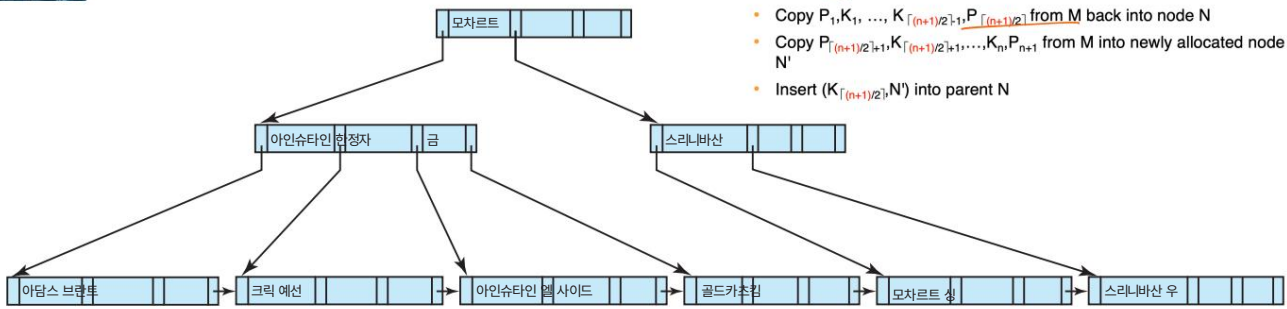 모차르트
• Copy P₁,K₁, …, K⌈(n+1)/2⌉-1,P⌈(n+1)/2⌉ from M back into node N
• Copy P⌈(n+1)/2⌉+1,K⌈(n+1)/2⌉+1,…,Kₙ,Pₙ₊₁ from M into newly allocated node
N'
• Insert (K⌈(n+1)/2⌉,N') into parent N
아인슈타인 한정자 금
스리니바산
아담스 브란트
크릭 예선
아인슈타인 엘 사이드
골드카츠킴
모차르트 싱
스리니바산 우